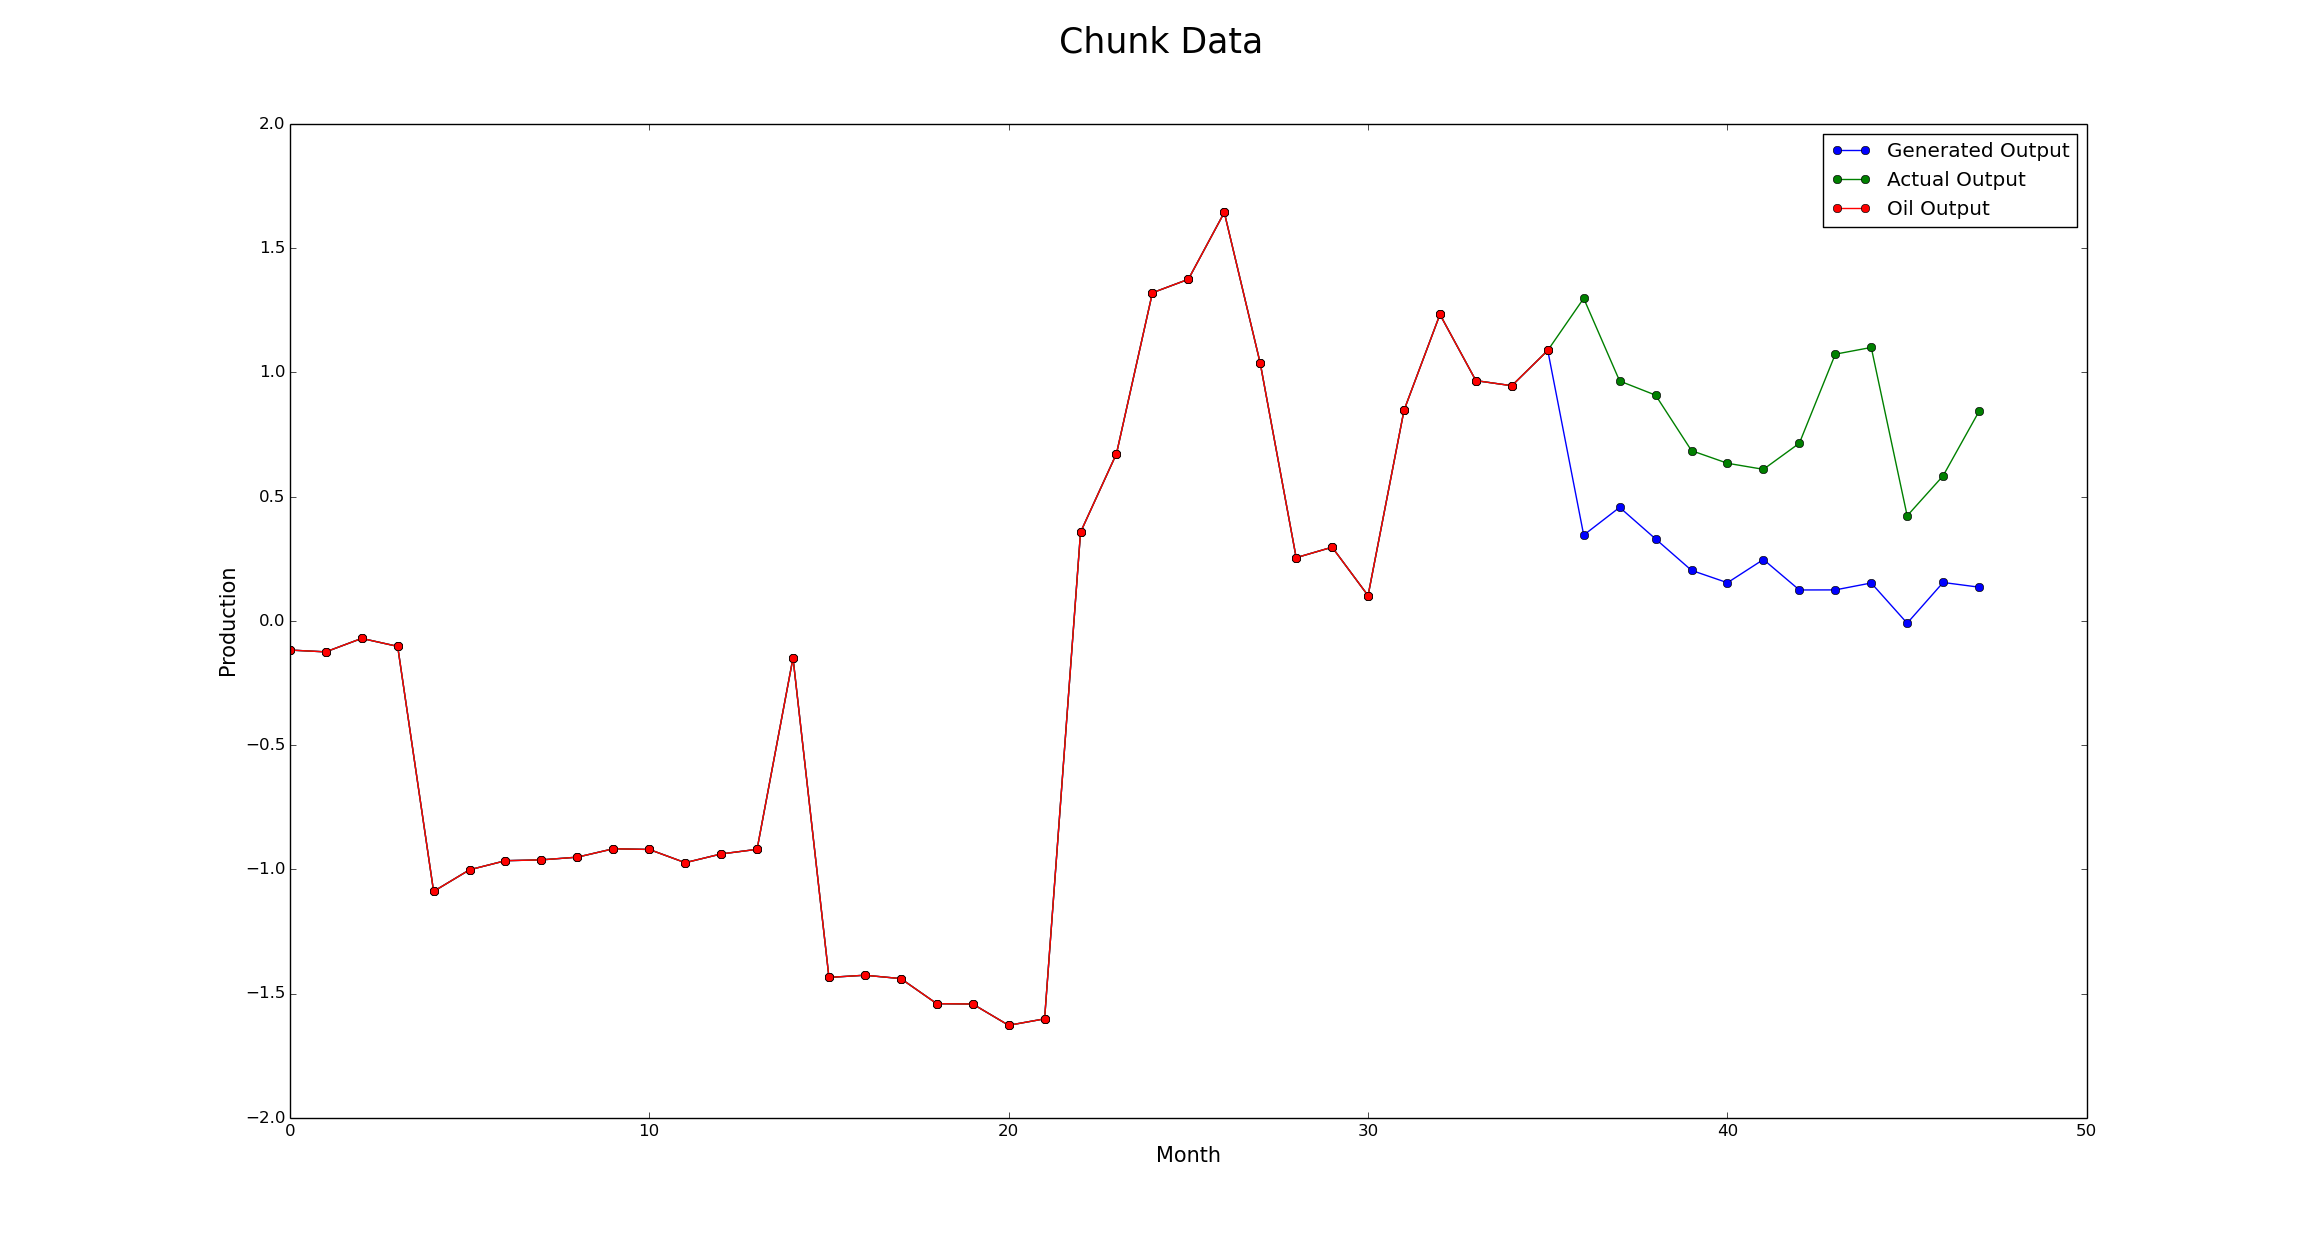 Chunk Data
2.0
1.5
1.0
0.5
0.0
−0.5
−1.0
−1.5
−2.0
Production
Generated Output
Actual Output
Oil Output
0 10 20 30 40 50
Month